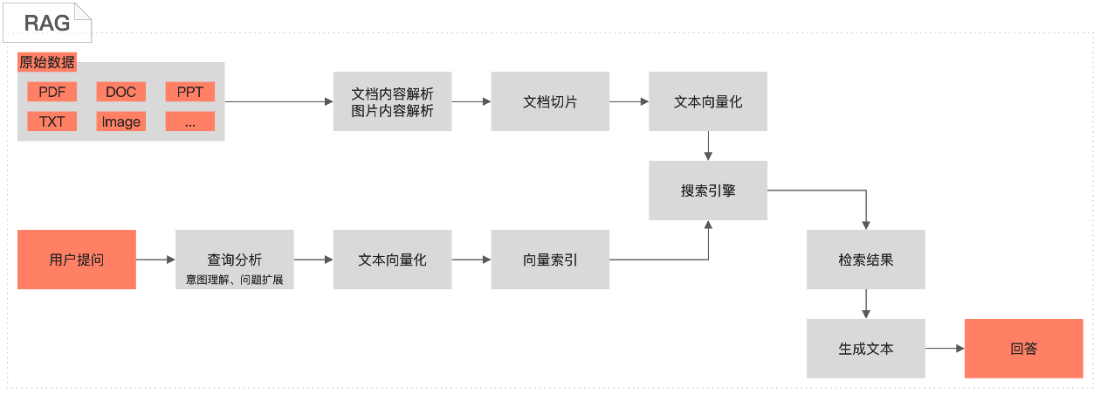 RAG
原始数据
PDF DOC PPT
TXT Image ...
文档内容解析
图片内容解析
文档切片
文本向量化
搜索引擎
用户提问
查询分析
意图理解、问题扩展
文本向量化
向量索引
检索结果
生成文本
回答